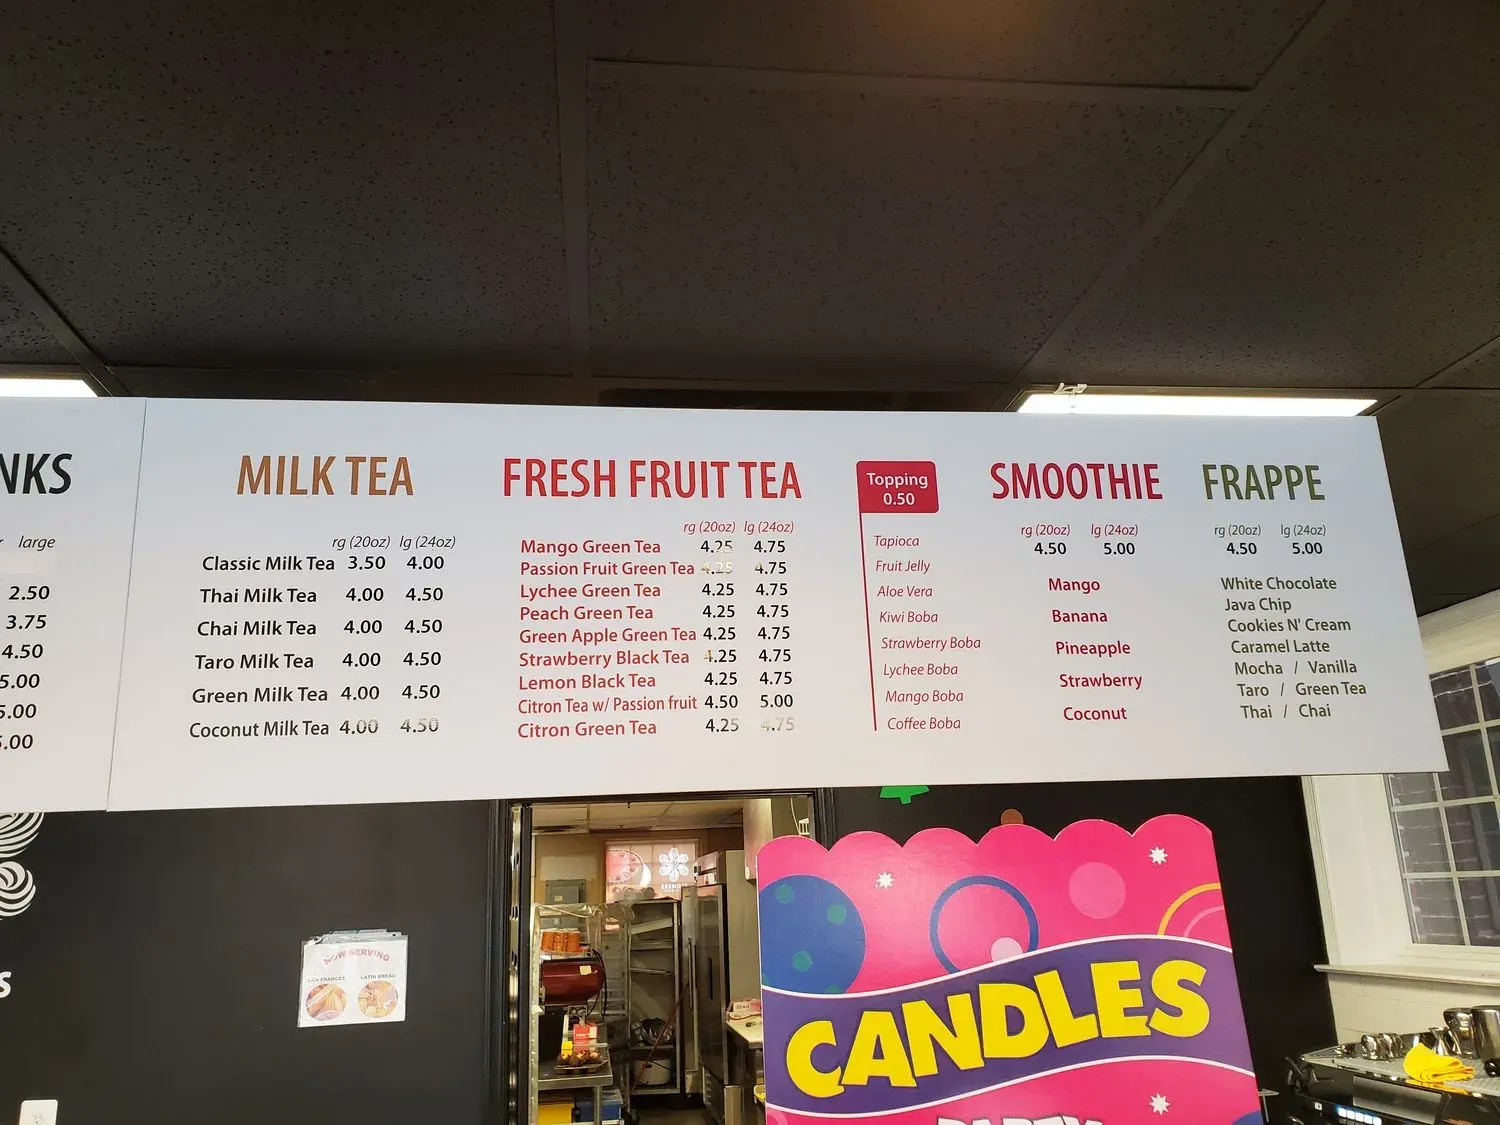 NKS
large
2.50
3.75
4.50
5.00
5.00
5.00
MILK TEA
rg (20oz) lg (24oz)
Classic Milk Tea 3.50 4.00
Thai Milk Tea 4.00 4.50
Chai Milk Tea 4.00 4.50
Taro Milk Tea 4.00 4.50
Green Milk Tea 4.00 4.50
Coconut Milk Tea 4.00 4.50
FRESH FRUIT TEA
rg (20oz) lg (24oz)
Mango Green Tea 4.25 4.75
Passion Fruit Green Tea 4.25 4.75
Lychee Green Tea 4.25 4.75
Peach Green Tea 4.25 4.75
Green Apple Green Tea 4.25 4.75
Strawberry Black Tea 4.25 4.75
Lemon Black Tea 4.25 4.75
Citron Tea w/ Passion fruit 4.50 5.00
Citron Green Tea 4.25 4.75
Topping
0.50
Tapioca
Fruit Jelly
Aloe Vera
Kiwi Boba
Strawberry Boba
Lychee Boba
Mango Boba
Coffee Boba
SMOOTHIE
rg (20oz) lg (24oz)
4.50 5.00
Mango
Banana
Pineapple
Strawberry
Coconut
FRAPPE
rg (20oz) lg (24oz)
4.50 5.00
White Chocolate
Java Chip
Cookies N' Cream
Caramel Latte
Mocha / Vanilla
Taro / Green Tea
Thai / Chai
S
NOW SERVING
LATIN BREAD
CANDLES
PARTY